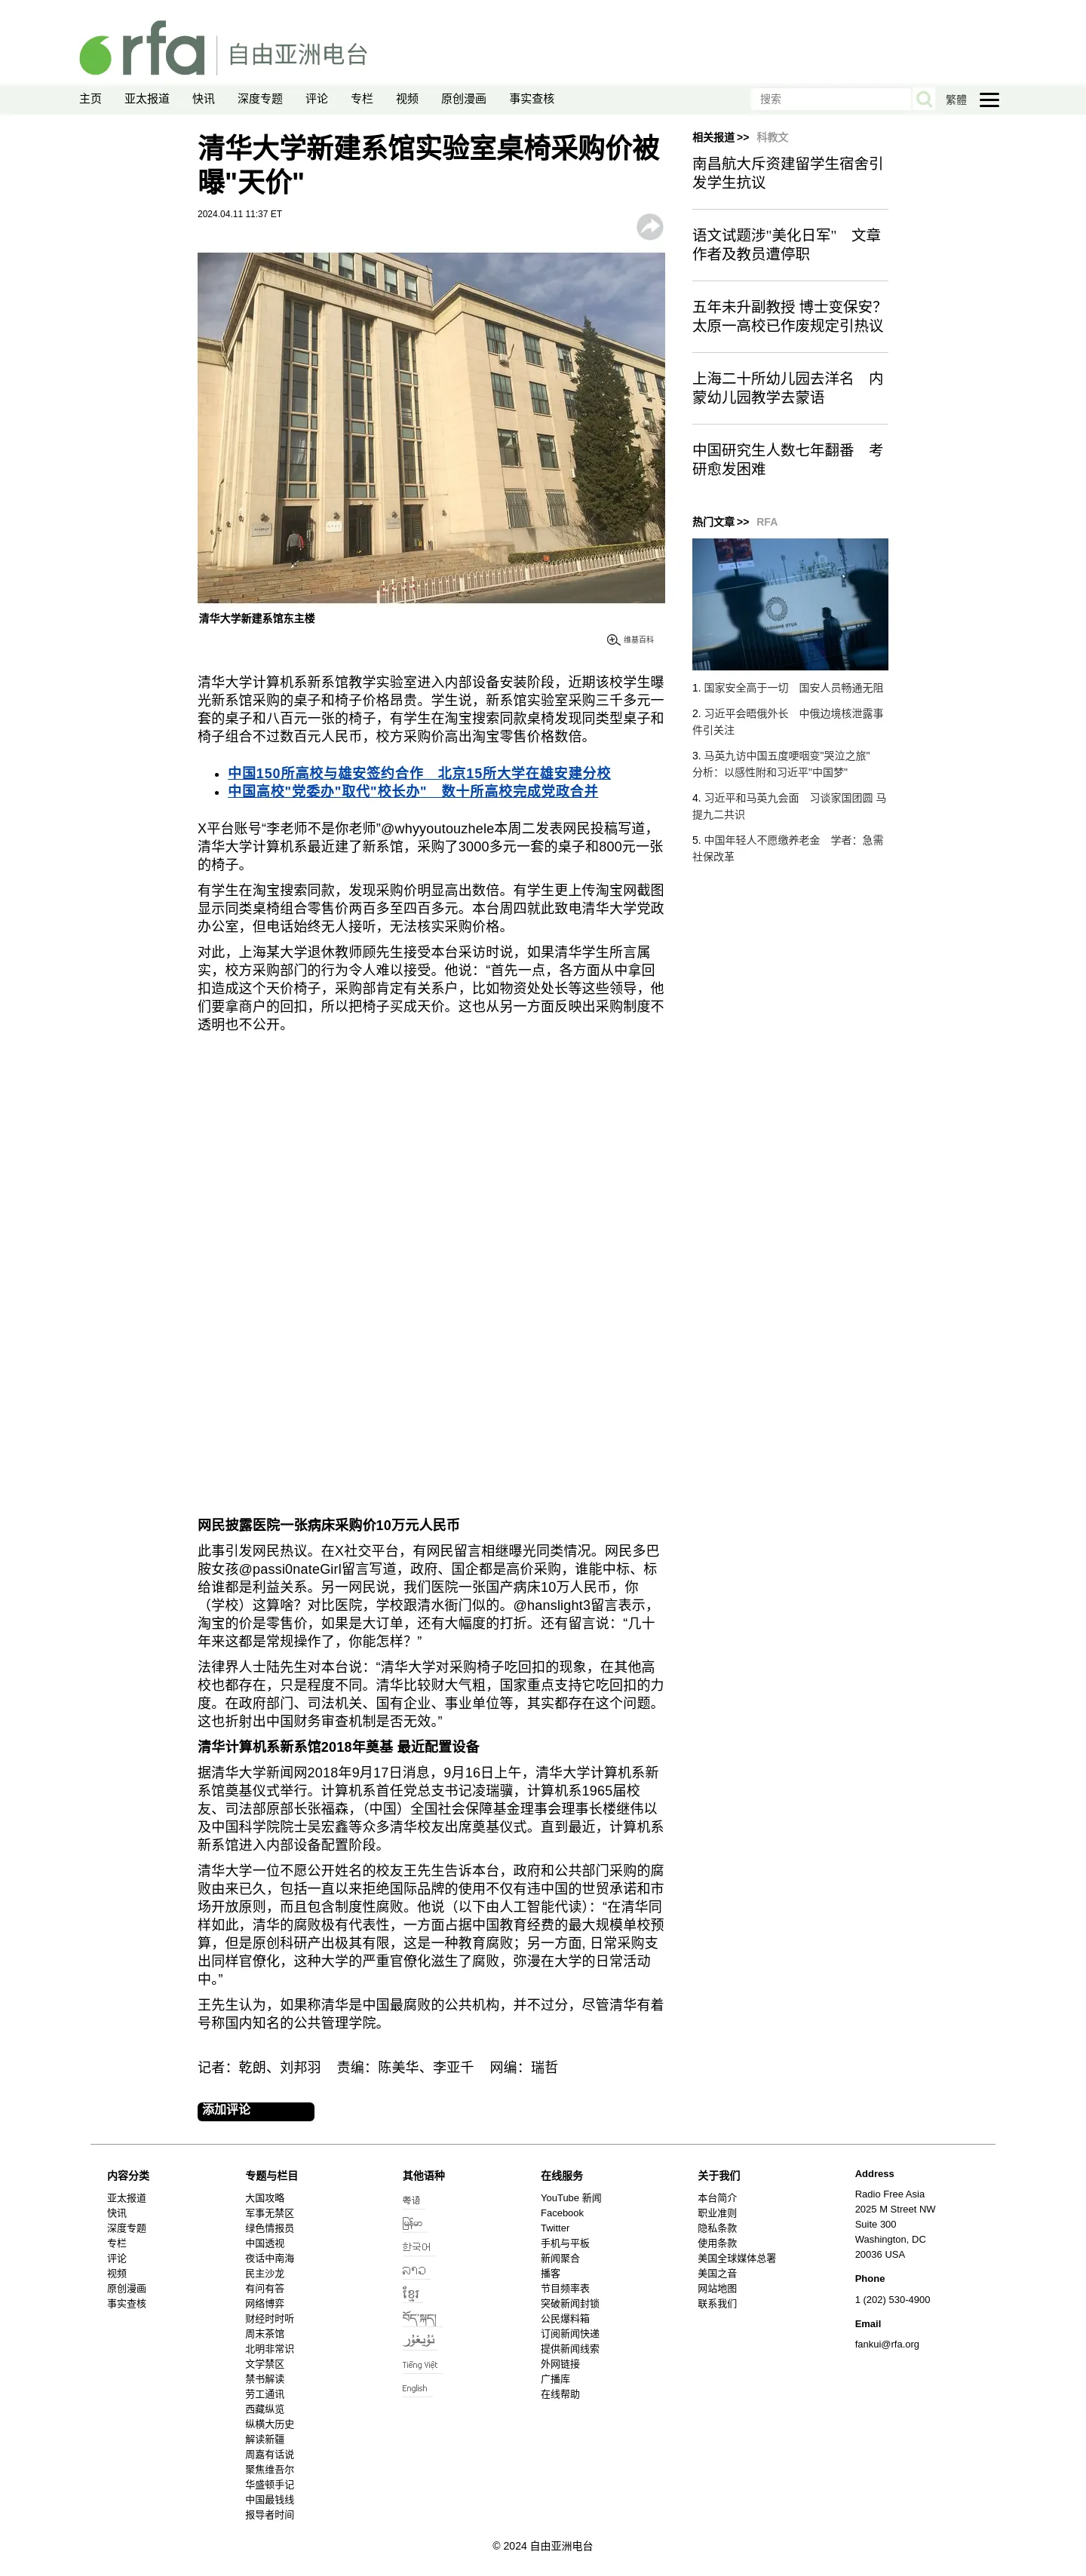 rfa 自由亚洲电台
主页 亚太报道 快讯 深度专题 评论 专栏 视频 原创漫画 事实查核 搜索 繁體
清华大学新建系馆实验室桌椅采购价被
曝"天价"
2024.04.11 11:37 ET
清华大学新建系馆东主楼
维基百科
清华大学计算机系新系馆教学实验室进入内部设备安装阶段，近期该校学生曝
光新系馆采购的桌子和椅子价格昂贵。学生说，新系馆实验室采购三千多元一
套的桌子和八百元一张的椅子，有学生在淘宝搜索同款桌椅发现同类型桌子和
椅子组合不过数百元人民币，校方采购价高出淘宝零售价格数倍。
中国150所高校与雄安签约合作　北京15所大学在雄安建分校
中国高校"党委办"取代"校长办"　数十所高校完成党政合并
X平台账号“李老师不是你老师”@whyyoutouzhele本周二发表网民投稿写道，
清华大学计算机系最近建了新系馆，采购了3000多元一套的桌子和800元一张
的椅子。
有学生在淘宝搜索同款，发现采购价明显高出数倍。有学生更上传淘宝网截图
显示同类桌椅组合零售价两百多至四百多元。本台周四就此致电清华大学党政
办公室，但电话始终无人接听，无法核实采购价格。
对此，上海某大学退休教师顾先生接受本台采访时说，如果清华学生所言属
实，校方采购部门的行为令人难以接受。他说：“首先一点，各方面从中拿回
扣造成这个天价椅子，采购部肯定有关系户，比如物资处处长等这些领导，他
们要拿商户的回扣，所以把椅子买成天价。这也从另一方面反映出采购制度不
透明也不公开。
网民披露医院一张病床采购价10万元人民币
此事引发网民热议。在X社交平台，有网民留言相继曝光同类情况。网民多巴
胺女孩@passi0nateGirl留言写道，政府、国企都是高价采购，谁能中标、标
给谁都是利益关系。另一网民说，我们医院一张国产病床10万人民币，你
（学校）这算啥？对比医院，学校跟清水衙门似的。@hanslight3留言表示，
淘宝的价是零售价，如果是大订单，还有大幅度的打折。还有留言说：“几十
年来这都是常规操作了，你能怎样？”
法律界人士陆先生对本台说：“清华大学对采购椅子吃回扣的现象，在其他高
校也都存在，只是程度不同。清华比较财大气粗，国家重点支持它吃回扣的力
度。在政府部门、司法机关、国有企业、事业单位等，其实都存在这个问题。
这也折射出中国财务审查机制是否无效。”
清华计算机系新系馆2018年奠基 最近配置设备
据清华大学新闻网2018年9月17日消息，9月16日上午，清华大学计算机系新
系馆奠基仪式举行。计算机系首任党总支书记凌瑞骥，计算机系1965届校
友、司法部原部长张福森，（中国）全国社会保障基金理事会理事长楼继伟以
及中国科学院院士吴宏鑫等众多清华校友出席奠基仪式。直到最近，计算机系
新系馆进入内部设备配置阶段。
清华大学一位不愿公开姓名的校友王先生告诉本台，政府和公共部门采购的腐
败由来已久，包括一直以来拒绝国际品牌的使用不仅有违中国的世贸承诺和市
场开放原则，而且包含制度性腐败。他说（以下由人工智能代读）：“在清华同
样如此，清华的腐败极有代表性，一方面占据中国教育经费的最大规模单校预
算，但是原创科研产出极其有限，这是一种教育腐败；另一方面, 日常采购支
出同样官僚化，这种大学的严重官僚化滋生了腐败，弥漫在大学的日常活动
中。”
王先生认为，如果称清华是中国最腐败的公共机构，并不过分，尽管清华有着
号称国内知名的公共管理学院。
记者：乾朗、刘邦羽 责编：陈美华、李亚千 网编：瑞哲
添加评论
相关报道 >> 科教文
南昌航大斥资建留学生宿舍引
发学生抗议
语文试题涉"美化日军"　文章
作者及教员遭停职
五年未升副教授 博士变保安？
太原一高校已作废规定引热议
上海二十所幼儿园去洋名　内
蒙幼儿园教学去蒙语
中国研究生人数七年翻番　考
研愈发困难
热门文章 >> RFA
1. 国家安全高于一切　国安人员畅通无阻
2. 习近平会晤俄外长　中俄边境核泄露事
件引关注
3. 马英九访中国五度哽咽变"哭泣之旅"
分析：以感性附和习近平"中国梦"
4. 习近平和马英九会面　习谈家国团圆 马
提九二共识
5. 中国年轻人不愿缴养老金　学者：急需
社保改革
内容分类
亚太报道
快讯
深度专题
专栏
评论
视频
原创漫画
事实查核
专题与栏目
大国攻略
军事无禁区
绿色情报员
中国透视
夜话中南海
民主沙龙
有问有答
网络博弈
财经时时听
周末茶馆
北明非常识
文学禁区
禁书解读
劳工通讯
西藏纵览
纵横大历史
解读新疆
周嘉有话说
聚焦维吾尔
华盛顿手记
中国最钱线
报导者时间
其他语种
粤语
မြန်မာ
한국어
ລາວ
ខ្មែរ
བོད་སྐད།
ئۇيغۇر
Tiếng Việt
English
在线服务
YouTube 新闻
Facebook
Twitter
手机与平板
新闻聚合
播客
节目频率表
突破新闻封锁
公民爆料箱
订阅新闻快递
提供新闻线索
外网链接
广播库
在线帮助
关于我们
本台简介
职业准则
隐私条款
使用条款
美国全球媒体总署
美国之音
网站地图
联系我们
Address
Radio Free Asia
2025 M Street NW
Suite 300
Washington, DC
20036 USA
Phone
1 (202) 530-4900
Email
fankui@rfa.org
© 2024 自由亚洲电台